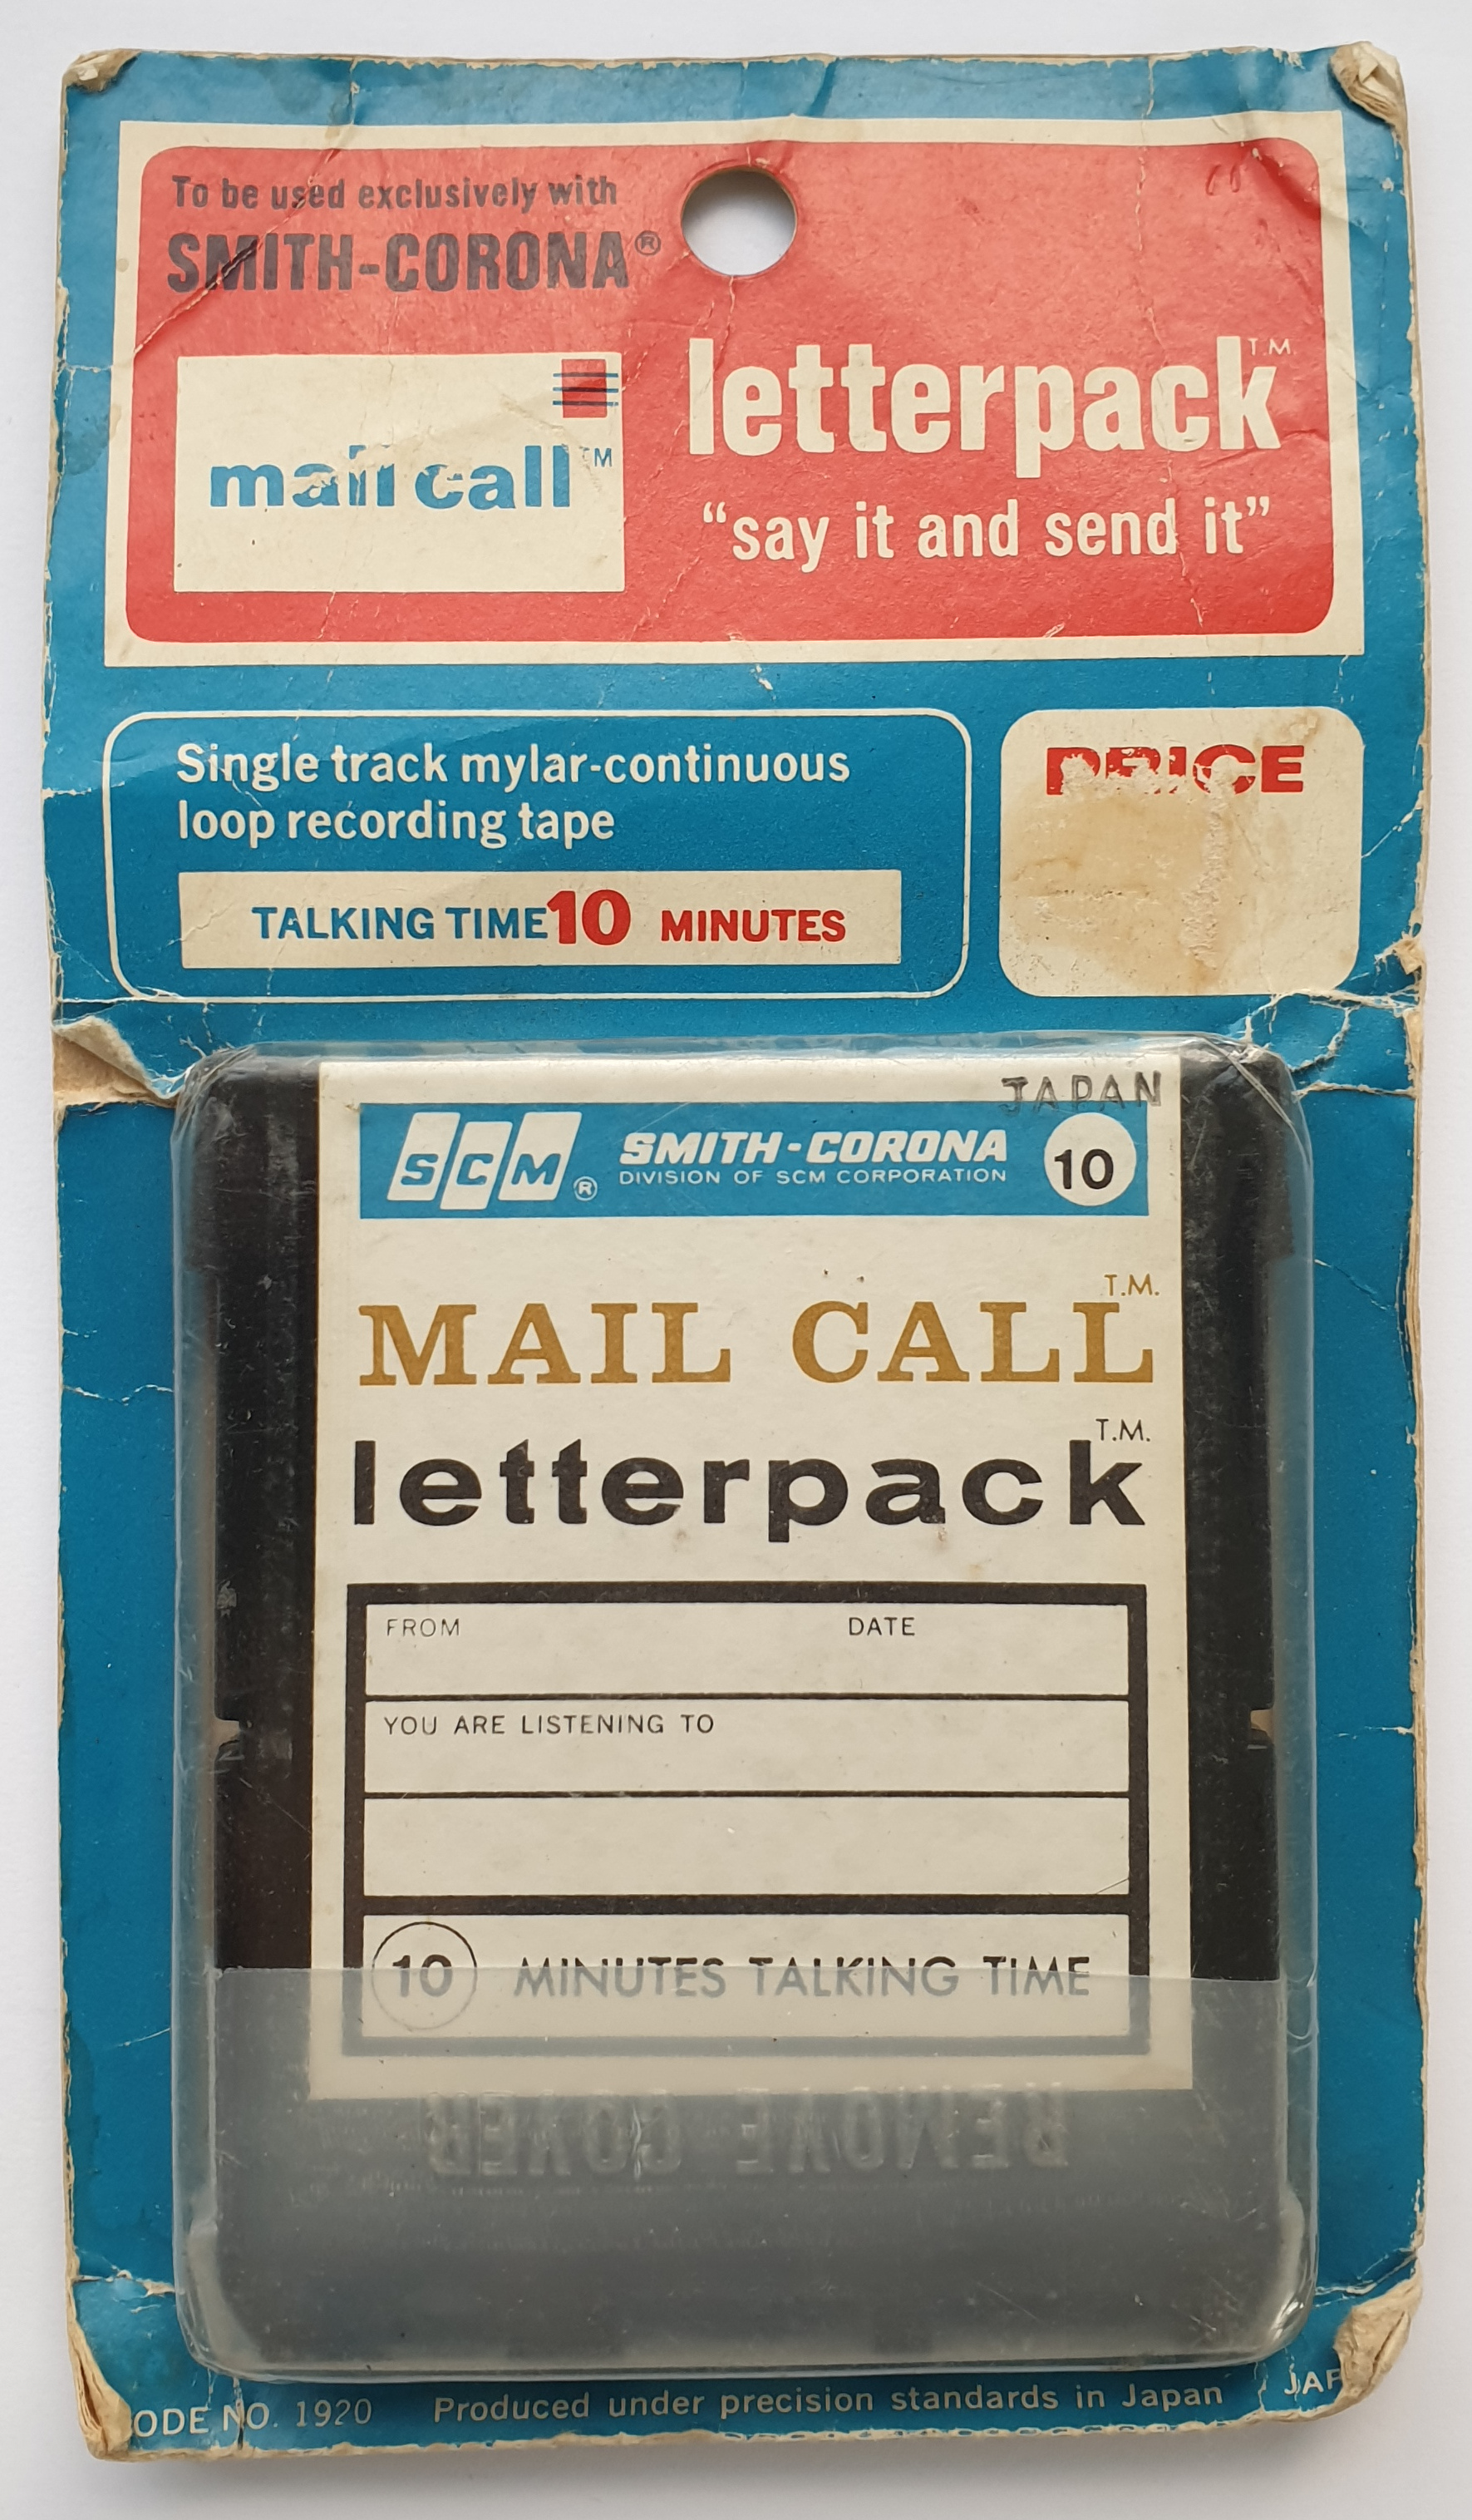 To be used exclusively with
SMITH-CORONA®
mail call™
letterpack T.M
“say it and send it”
Single track mylar-continuous
loop recording tape
TALKING TIME 10 MINUTES
PRICE
JAPAN
SCM® SMITH-CORONA 10
DIVISION OF SCM CORPORATION
MAIL CALL T.M.
letterpack T.M.
FROM DATE
YOU ARE LISTENING TO
10 MINUTES TALKING TIME
REMOVE COVER
ODE NO. 1920 Produced under precision standards in Japan JAP